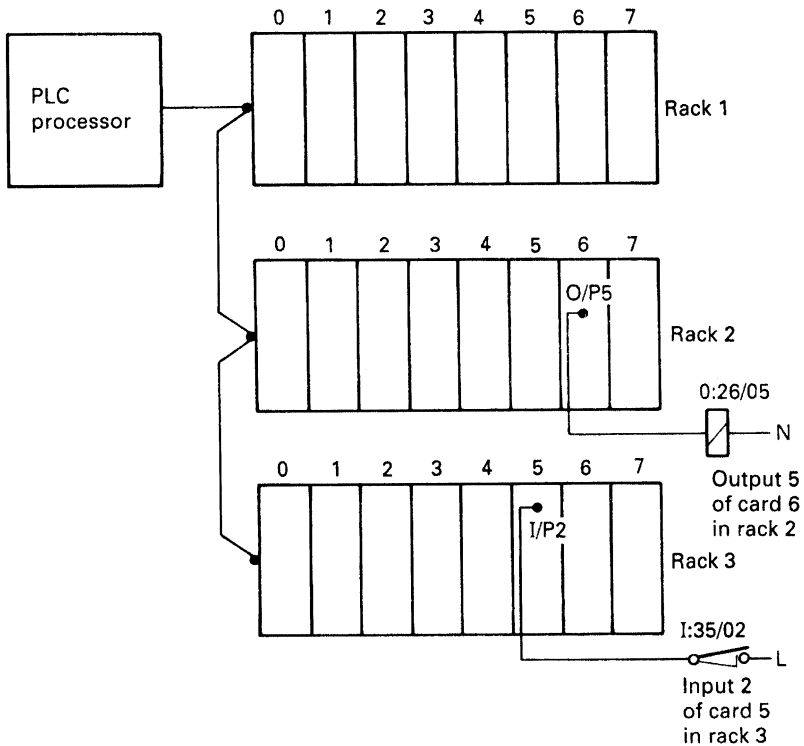 0 1 2 3 4 5 6 7
PLC
processor
Rack 1
0 1 2 3 4 5 6 7
O/P5
Rack 2
0:26/05
N
Output 5
of card 6
in rack 2
0 1 2 3 4 5 6 7
I/P2
Rack 3
I:35/02
L
Input 2
of card 5
in rack 3